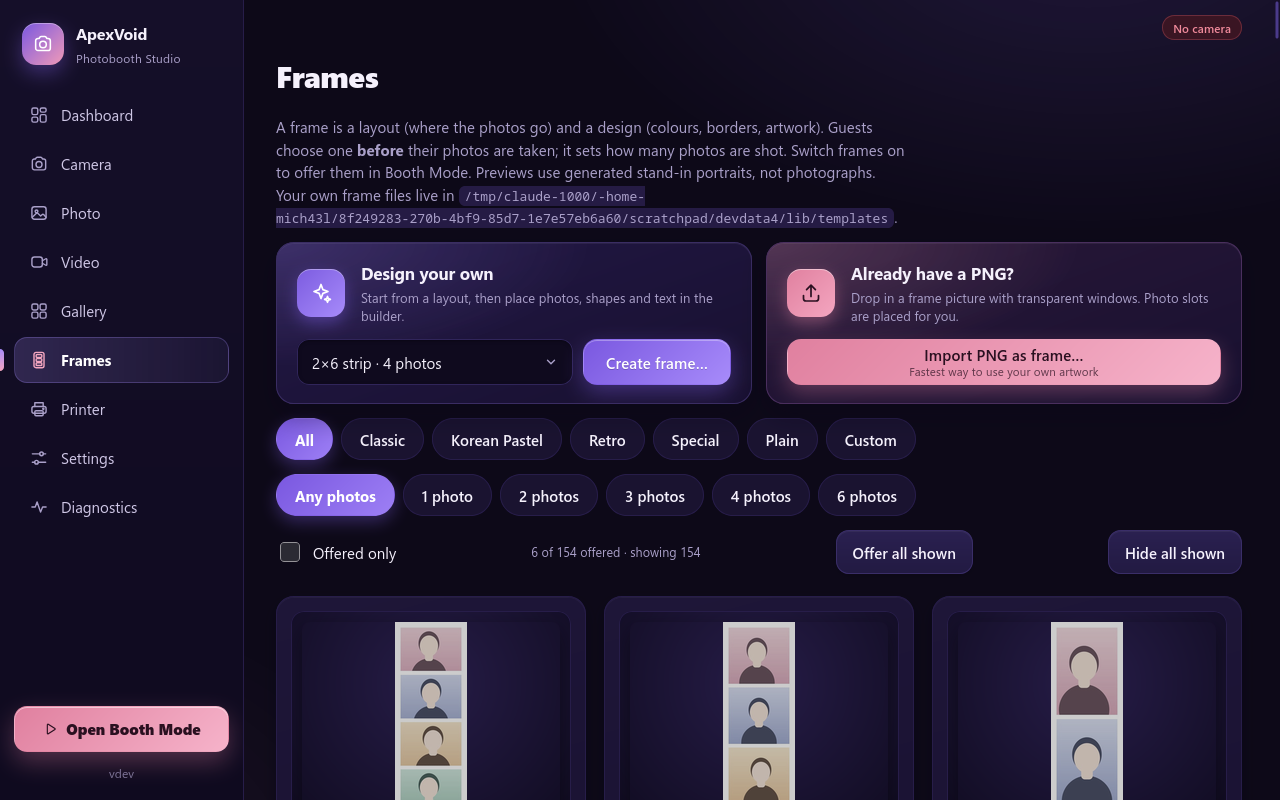 ApexVoid
Photobooth Studio
Dashboard
Camera
Photo
Video
Gallery
Frames
Printer
Settings
Diagnostics
Open Booth Mode
vdev
No camera
Frames
A frame is a layout (where the photos go) and a design (colours, borders, artwork). Guests
choose one before their photos are taken; it sets how many photos are shot. Switch frames on
to offer them in Booth Mode. Previews use generated stand-in portraits, not photographs.
Your own frame files live in /tmp/claude-1000/-home-
mich43l/8f249283-270b-4bf9-85d7-1e7e57eb6a60/scratchpad/devdata4/lib/templates .
Design your own
Start from a layout, then place photos, shapes and text in the
builder.
2×6 strip · 4 photos
Create frame...
Already have a PNG?
Drop in a frame picture with transparent windows. Photo slots
are placed for you.
Import PNG as frame...
Fastest way to use your own artwork
All
Classic
Korean Pastel
Retro
Special
Plain
Custom
Any photos
1 photo
2 photos
3 photos
4 photos
6 photos
Offered only
6 of 154 offered · showing 154
Offer all shown
Hide all shown